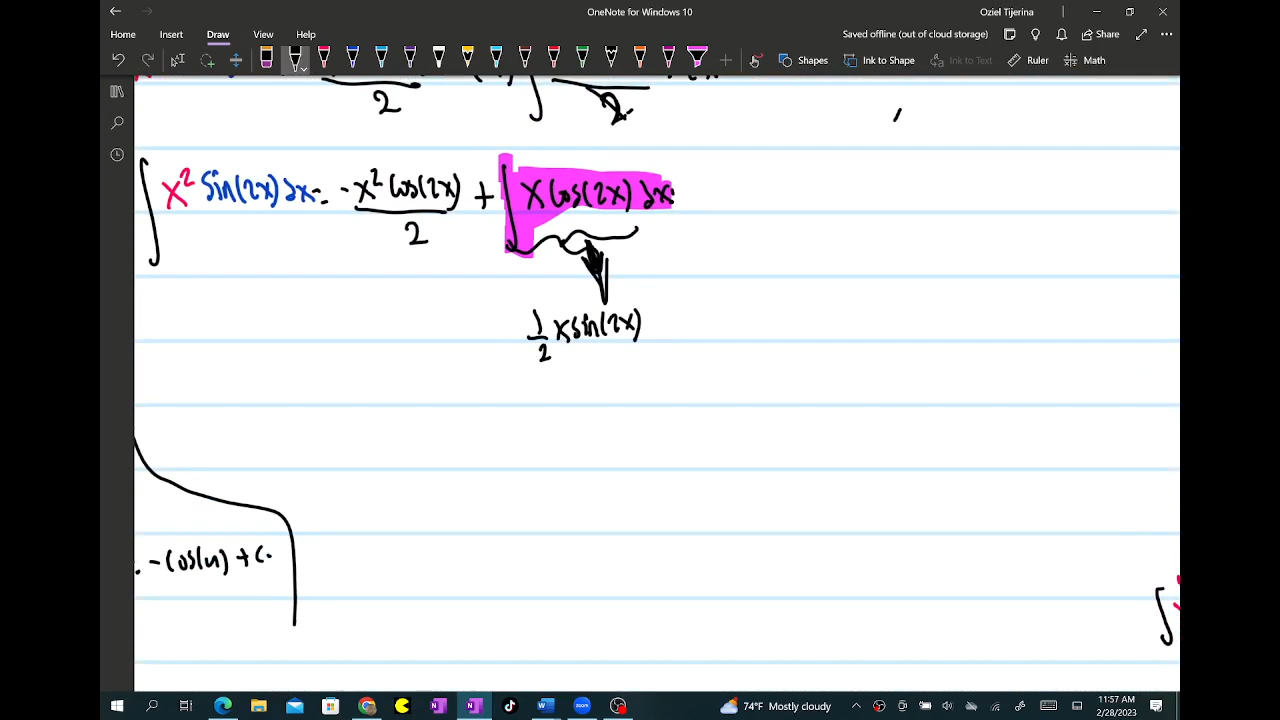 OneNote for Windows 10
Oziel Tijerina
Home Insert Draw View Help
Saved offline (out of cloud storage)
Share
Shapes Ink to Shape Ink to Text Ruler Math
2 2
∫ x² sin(2x) dx = -x² cos(2x) / 2 + ∫ x cos(2x) dx
1/2 x sin(2x)
-cos(u) + C
∫
74°F Mostly cloudy
11:57 AM
2/28/2023